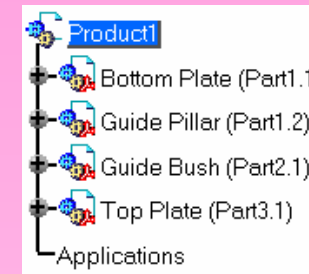 Product1
Bottom Plate (Part1.1
Guide Pillar (Part1.2)
Guide Bush (Part2.1)
Top Plate (Part3.1)
Applications